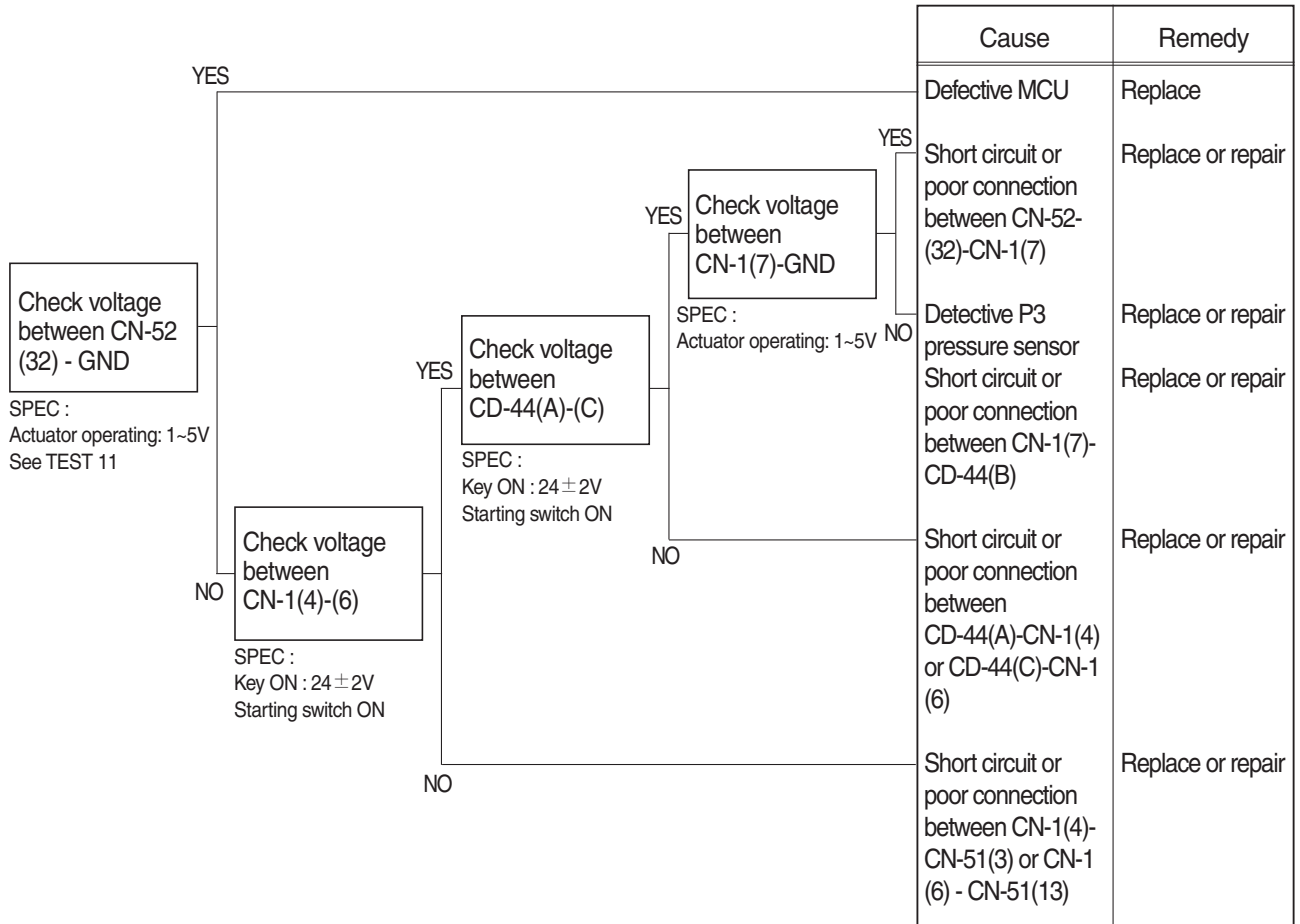 Cause
Remedy
YES
Defective MCU
Replace
YES
Short circuit or
poor connection
between CN-52-
(32)-CN-1(7)
Replace or repair
YES
Check voltage
between
CN-1(7)-GND
SPEC :
Actuator operating: 1~5V
NO
Detective P3
pressure sensor
Replace or repair
Short circuit or
poor connection
between CN-1(7)-
CD-44(B)
Replace or repair
Check voltage
between CN-52
(32) - GND
SPEC :
Actuator operating: 1~5V
See TEST 11
YES
Check voltage
between
CD-44(A)-(C)
SPEC :
Key ON : 24±2V
Starting switch ON
NO
Short circuit or
poor connection
between
CD-44(A)-CN-1(4)
or CD-44(C)-CN-1
(6)
Replace or repair
NO
Check voltage
between
CN-1(4)-(6)
SPEC :
Key ON : 24±2V
Starting switch ON
NO
Short circuit or
poor connection
between CN-1(4)-
CN-51(3) or CN-1
(6) - CN-51(13)
Replace or repair